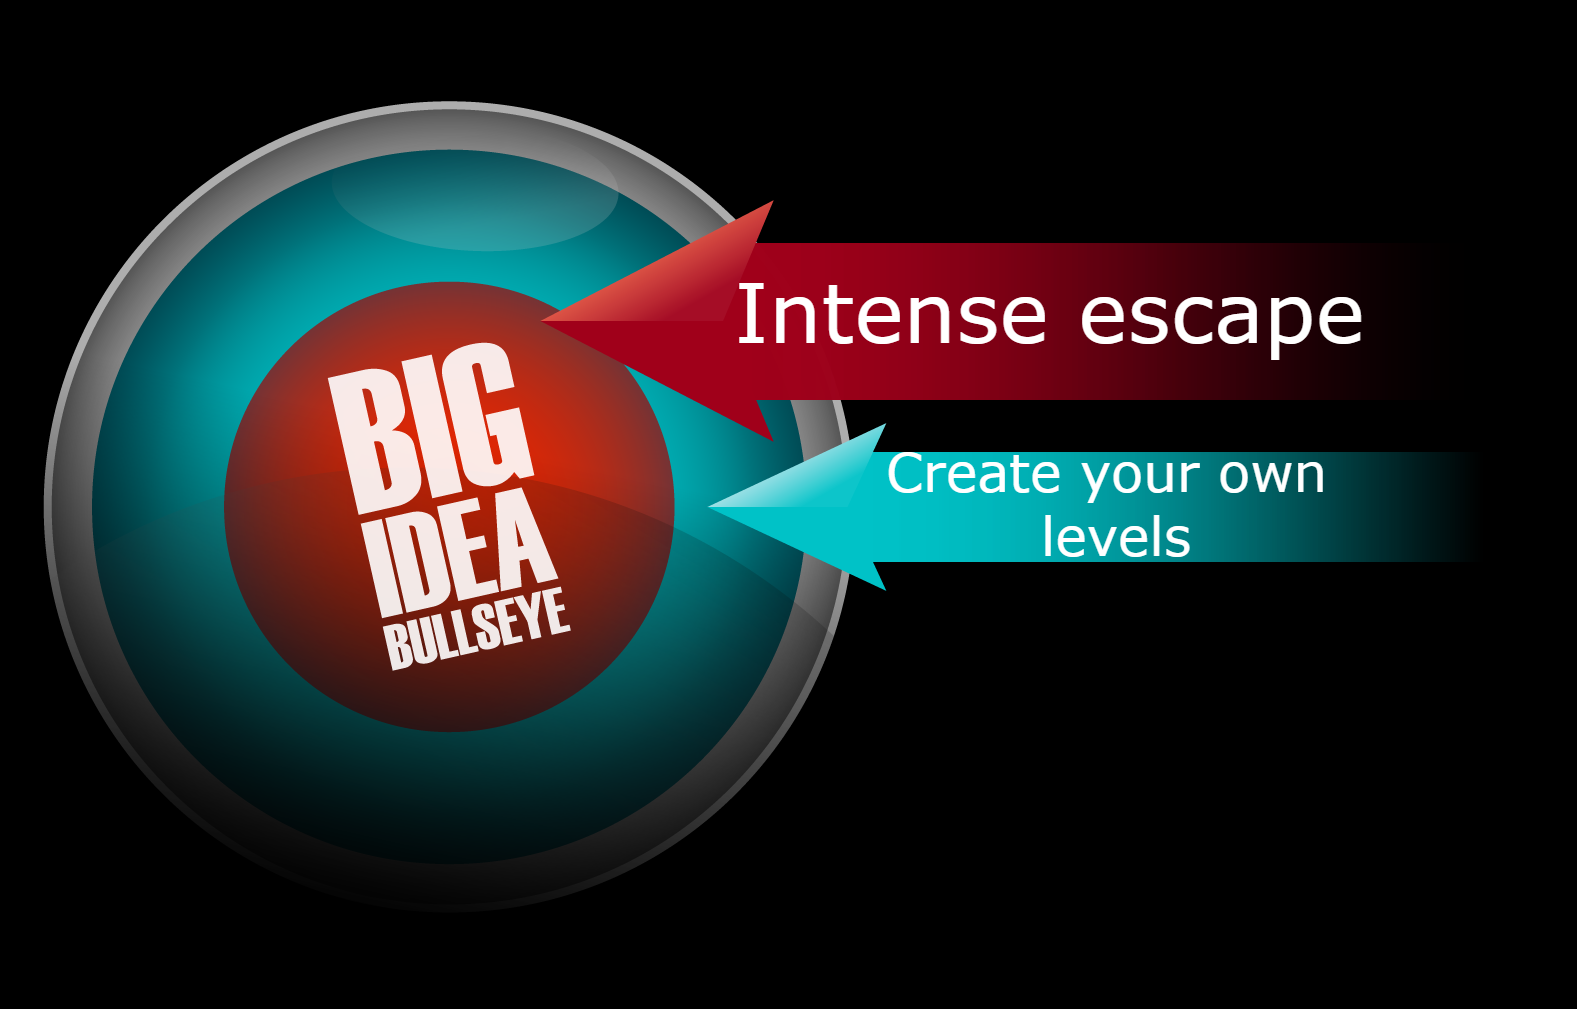 BIG
IDEA
BULLSEYE
Intense escape
Create your own
levels